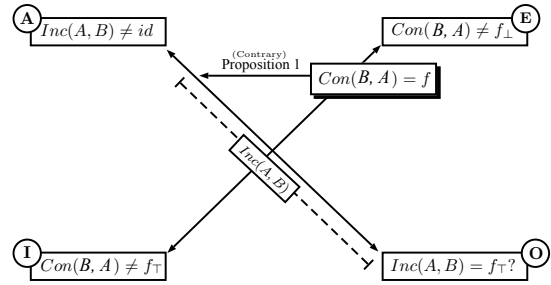 A
Inc(A, B) ≠ id
E
Con(B, A) ≠ f⊥
(Contrary)
Proposition 1
Con(B, A) = f
Inc(A, B)
I
Con(B, A) ≠ f⊤
O
Inc(A, B) = f⊤?